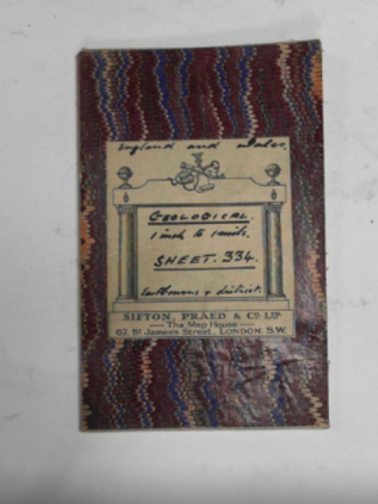 England and Wales.
GEOLOGICAL.
1 inch to 1 mile.
SHEET. 334.
Eastbourne & district.
SIFTON, PRAED & CO. LTD.
The Map House
67, St. James's Street, LONDON. S.W.